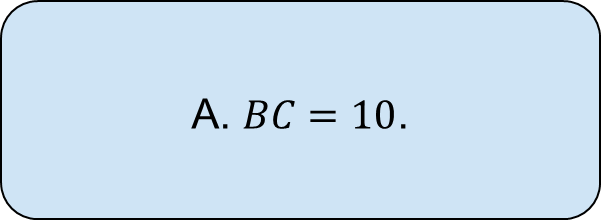 A. BC = 10.